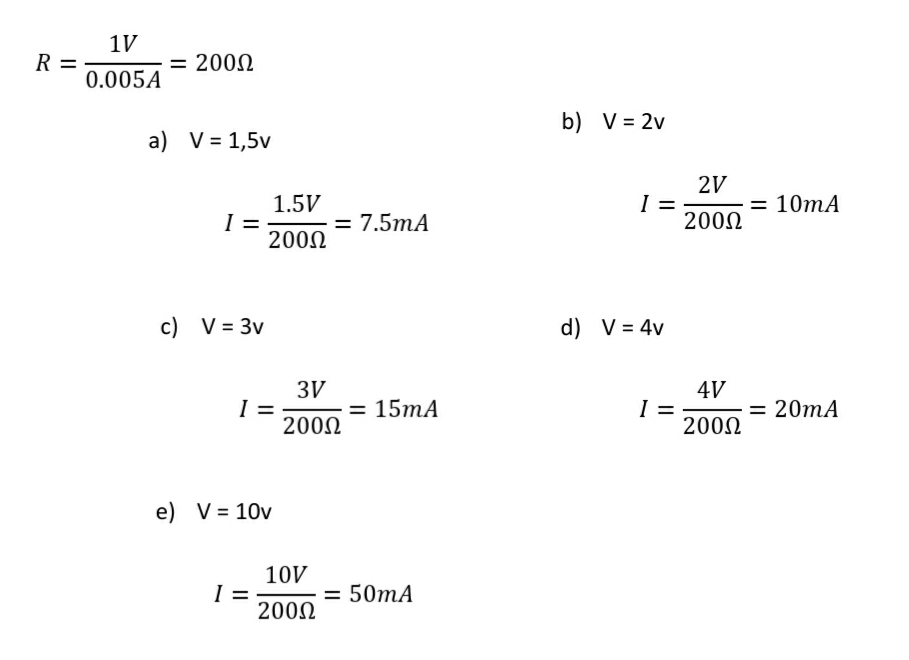 R = 1V / 0.005A = 200Ω
a) V = 1,5v
I = 1.5V / 200Ω = 7.5mA
b) V = 2v
I = 2V / 200Ω = 10mA
c) V = 3v
I = 3V / 200Ω = 15mA
d) V = 4v
I = 4V / 200Ω = 20mA
e) V = 10v
I = 10V / 200Ω = 50mA